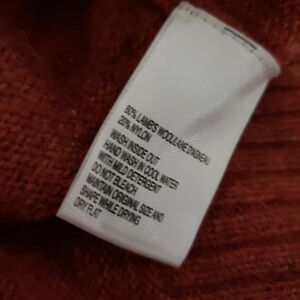 80% LAMB'S WOOL/LAINE D'AGNEAU
20% NYLON
WASH INSIDE OUT
HAND WASH IN COOL WATER
WITH MILD DETERGENT
DO NOT BLEACH
MAINTAIN ORIGINAL SIZE AND
SHAPE WHILE DRYING
DRY FLAT